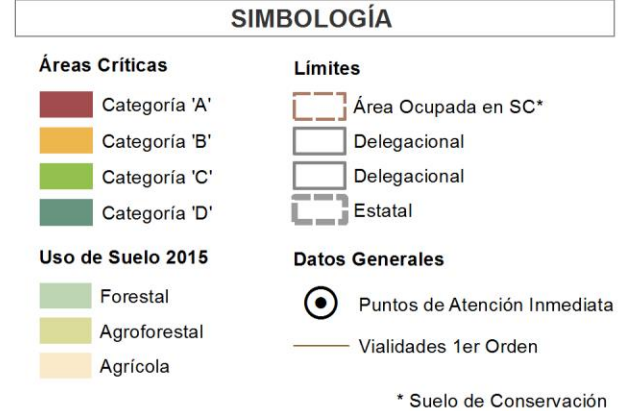 SIMBOLOGÍA
Áreas Críticas
Categoría 'A'
Categoría 'B'
Categoría 'C'
Categoría 'D'
Uso de Suelo 2015
Forestal
Agroforestal
Agrícola
Límites
Área Ocupada en SC*
Delegacional
Delegacional
Estatal
Datos Generales
Puntos de Atención Inmediata
Vialidades 1er Orden
* Suelo de Conservación